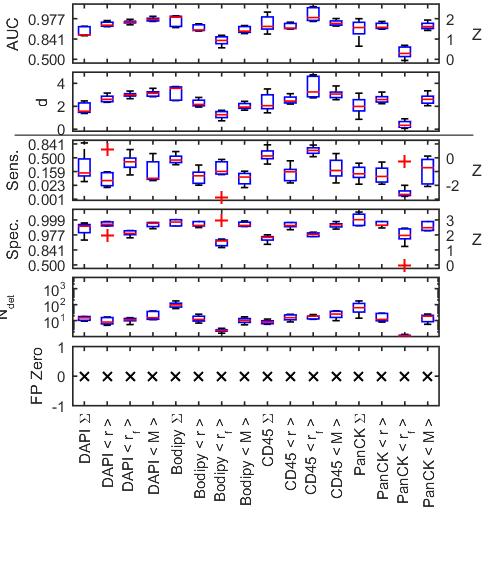 AUC
0.977
0.841
0.500
2
1
0
Z
d
4
2
0
Sens.
0.841
0.500
0.159
0.023
0.001
0
-2
Z
Spec.
0.999
0.977
0.841
0.500
3
2
1
0
Z
N del.
10³
10²
10¹
FP Zero
1
0
-1
DAPI Σ
DAPI < r >
DAPI < r_f >
DAPI < M >
Bodipy Σ
Bodipy < r >
Bodipy < r_f >
Bodipy < M >
CD45 Σ
CD45 < r >
CD45 < r_f >
CD45 < M >
PanCK Σ
PanCK < r >
PanCK < r_f >
PanCK < M >